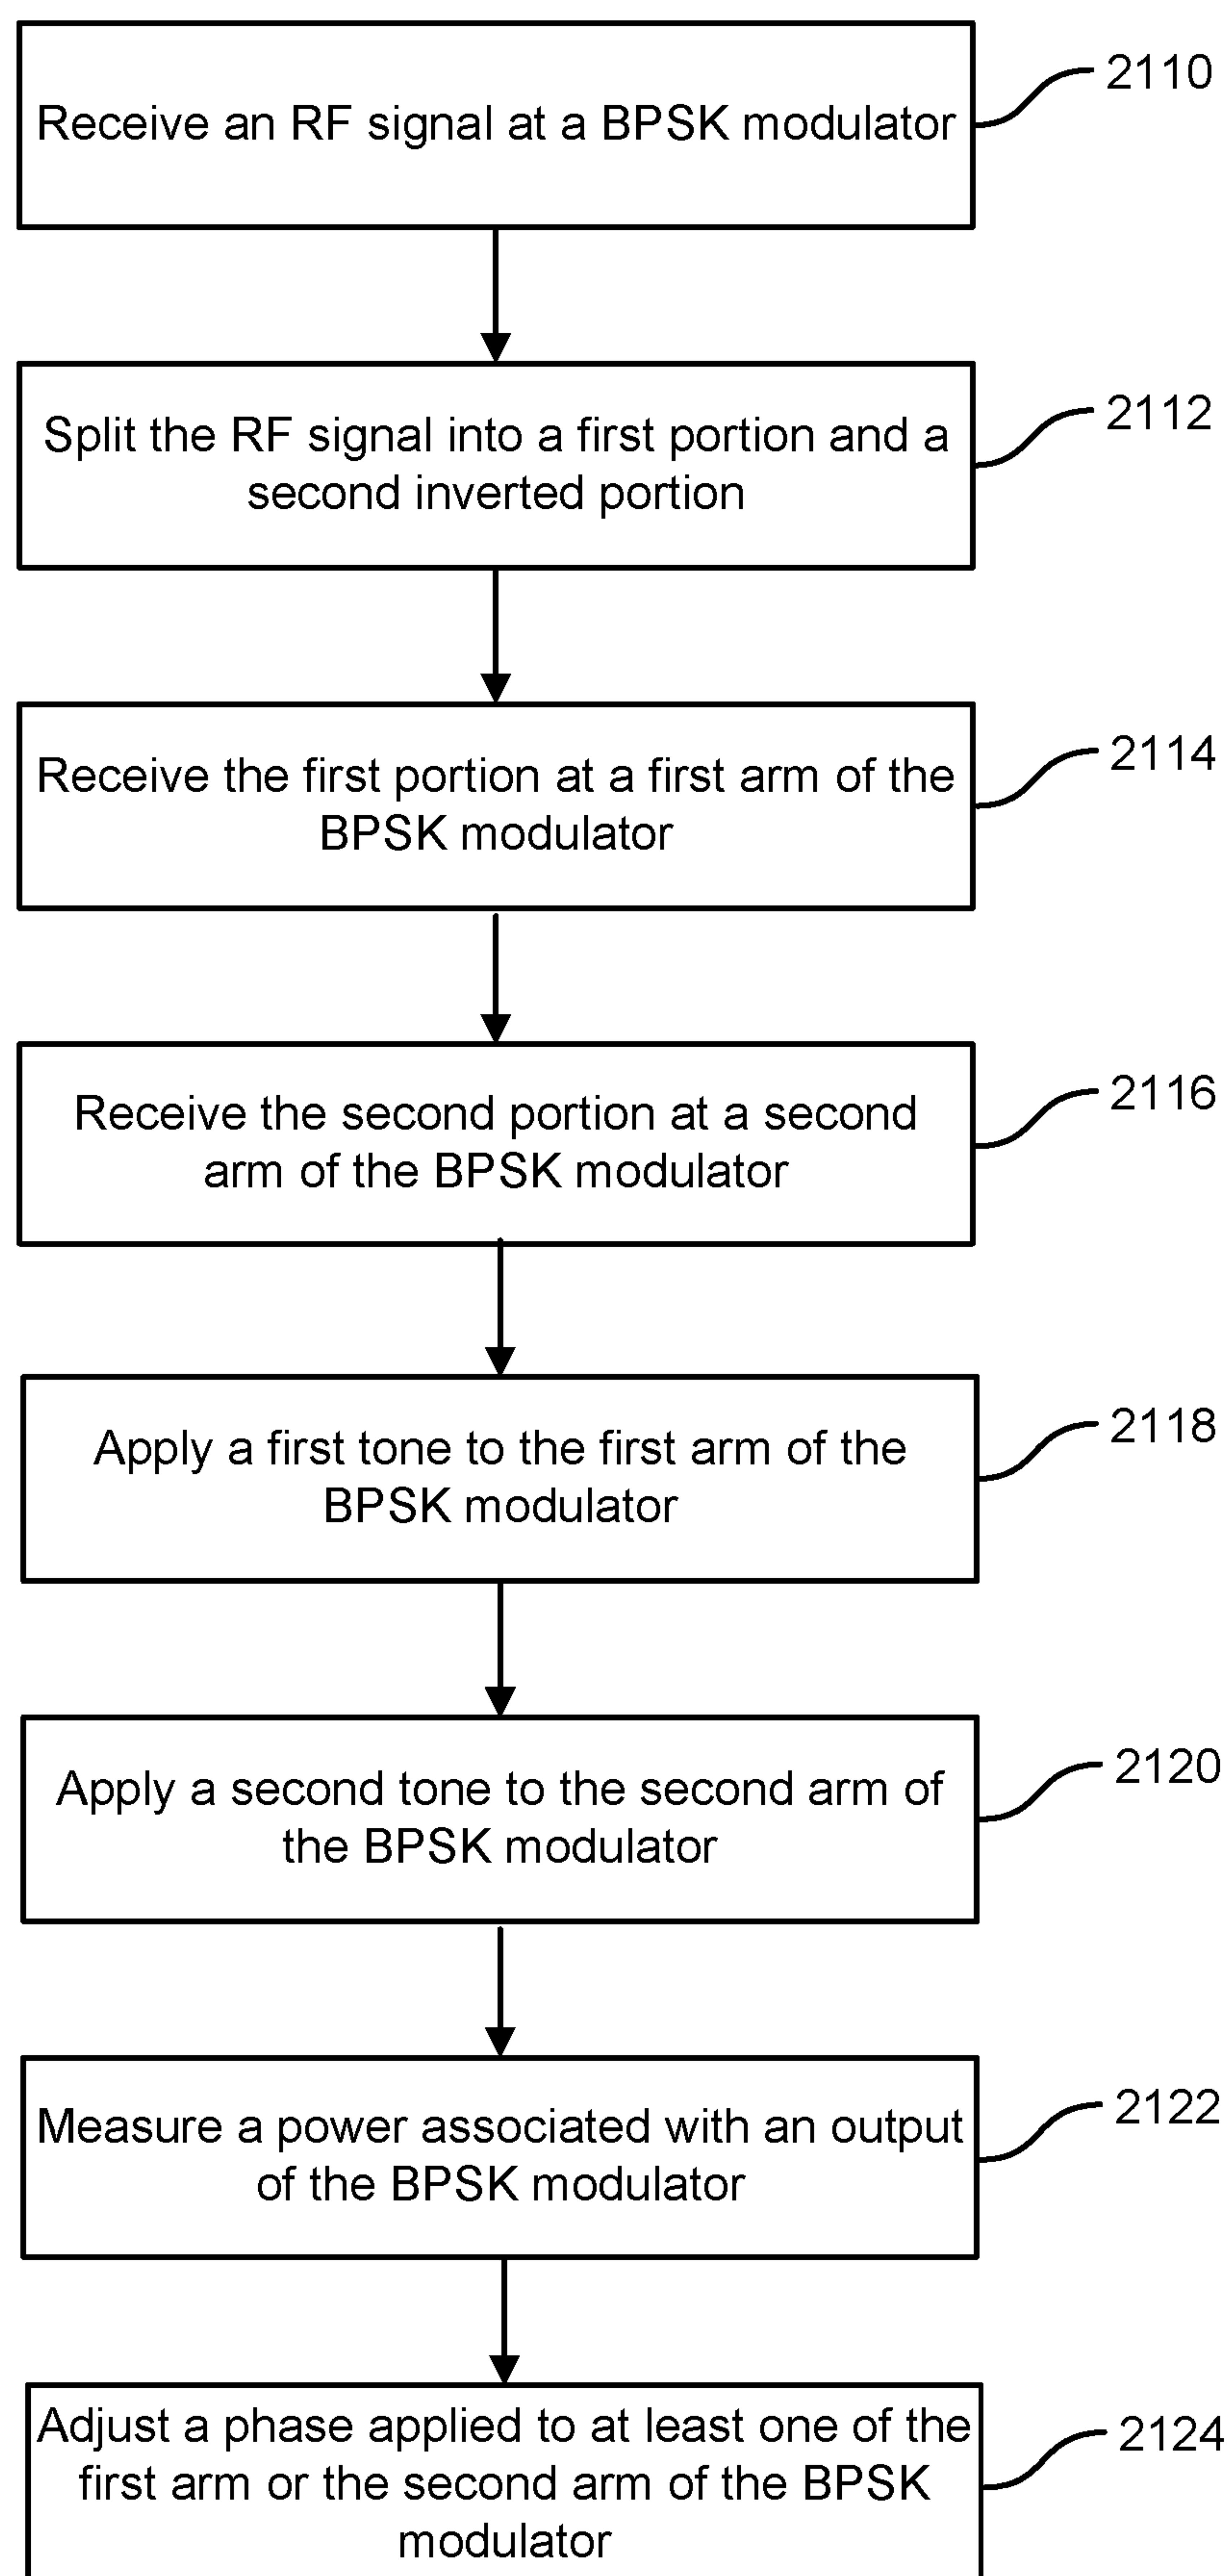 Receive an RF signal at a BPSK modulator
2110
Split the RF signal into a first portion and a
second inverted portion
2112
Receive the first portion at a first arm of the
BPSK modulator
2114
Receive the second portion at a second
arm of the BPSK modulator
2116
Apply a first tone to the first arm of the
BPSK modulator
2118
Apply a second tone to the second arm of
the BPSK modulator
2120
Measure a power associated with an output
of the BPSK modulator
2122
Adjust a phase applied to at least one of the
first arm or the second arm of the BPSK
modulator
2124